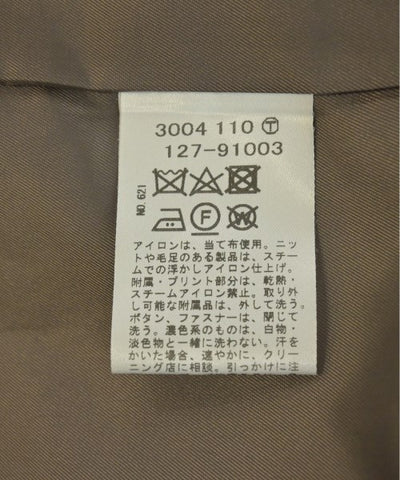 3004 110 Ⓣ
127-91003
NO.621
F W
アイロンは、当て布使用。ニッ
トや毛足のある製品は、スチー
ムでの浮かしアイロン仕上げ。
附属・プリント部分は、乾熱・
スチームアイロン禁止。取り外
し可能な附属品は、外して洗う。
ボタン、ファスナーは、閉じて
洗う。濃色系のものは、白物・
淡色物と一緒に洗わない。汗を
かいた場合、速やかに、クリー
ニング店に相談。引っかけに注